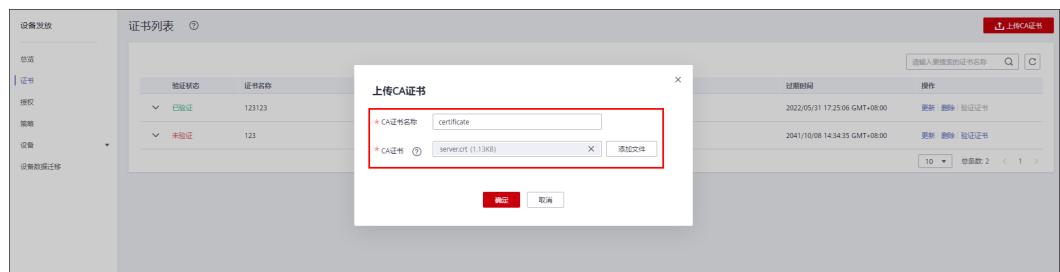 设备发放
总览
证书
授权
策略
设备
设备数据迁移
证书列表
上传CA证书
请输入要搜索的证书名称
验证状态 证书名称 过期时间 操作
已验证 123123 2022/05/31 17:25:06 GMT+08:00 更新 删除 验证证书
未验证 123 2041/10/08 14:34:35 GMT+08:00 更新 删除 验证证书
10 总条数: 2 < 1 >
上传CA证书
* CA证书名称 certificate
* CA证书 server.crt (1.13KB) 添加文件
确定 取消